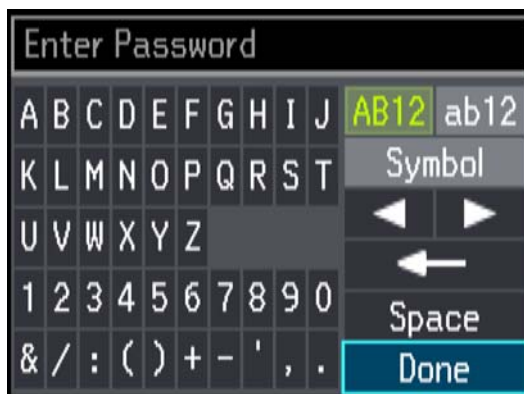 Enter Password
A B C D E F G H I J AB12 ab12
K L M N O P Q R S T Symbol
U V W X Y Z
1 2 3 4 5 6 7 8 9 0 Space
& / : ( ) + - ' , . Done